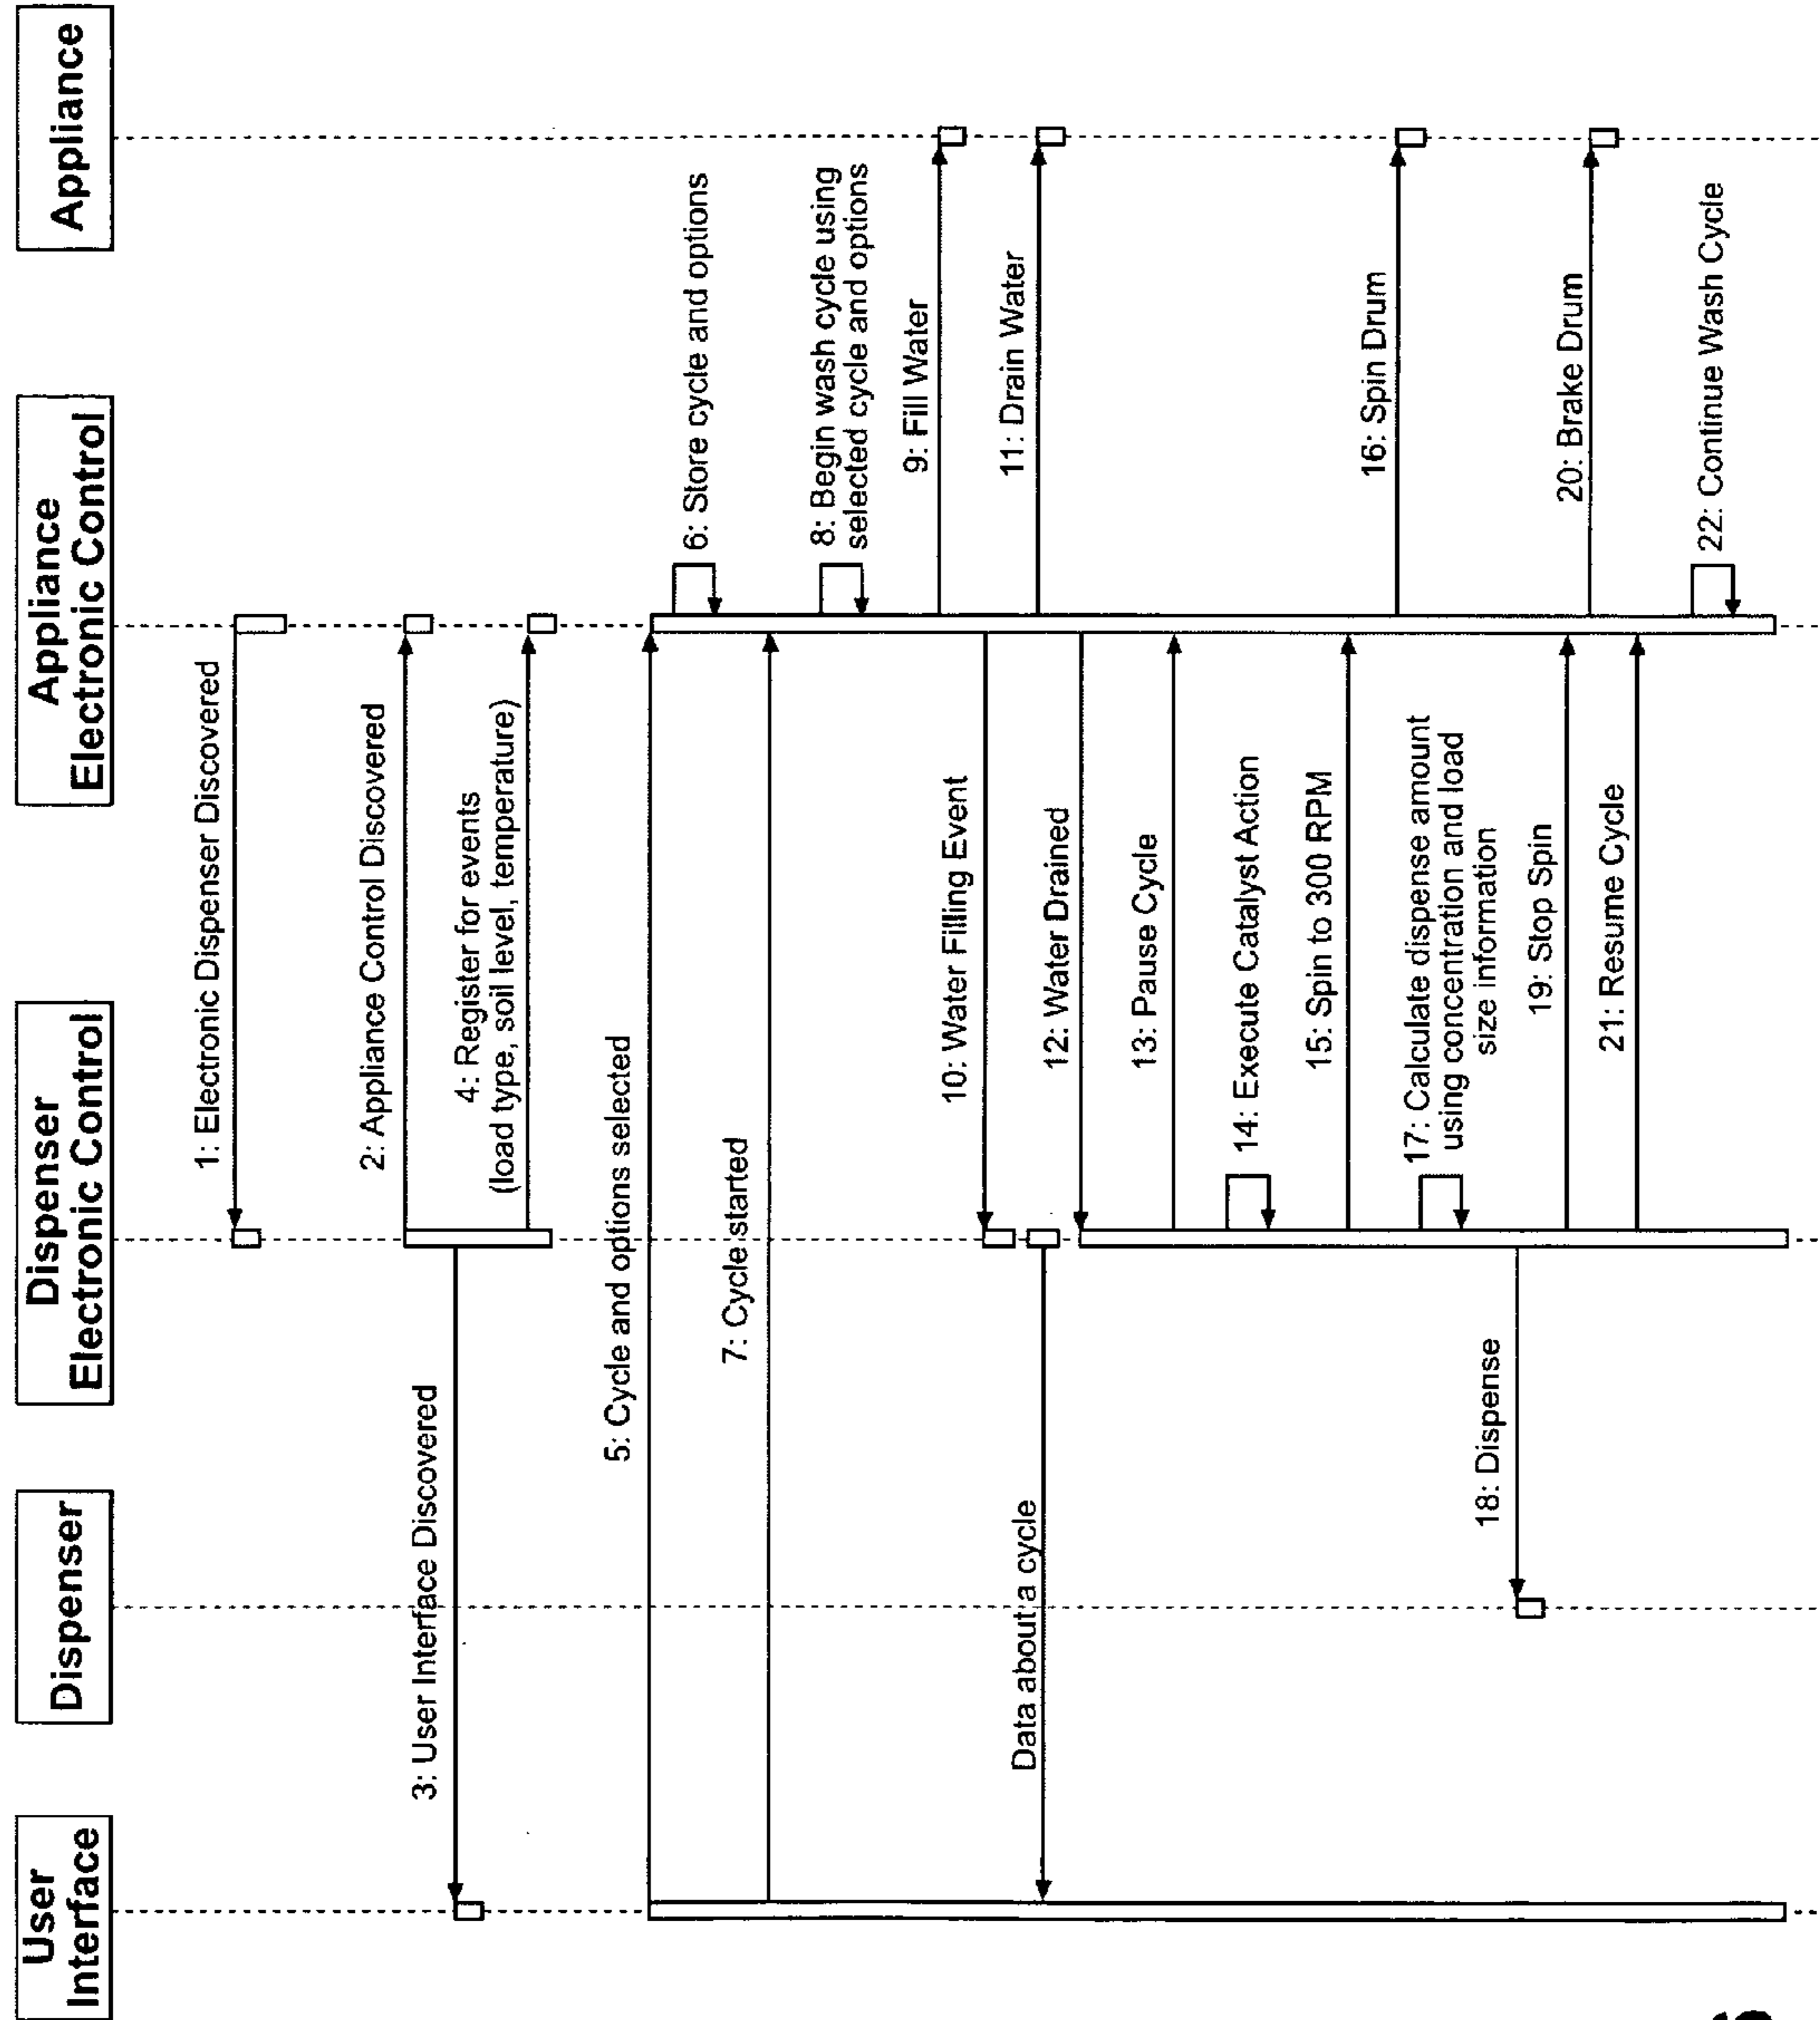 User
Interface
Dispenser
Dispenser
Electronic Control
Appliance
Electronic Control
Appliance
1: Electronic Dispenser Discovered
2: Appliance Control Discovered
3: User Interface Discovered
4: Register for events
(load type, soil level, temperature)
5: Cycle and options selected
6: Store cycle and options
7: Cycle started
8: Begin wash cycle using
selected cycle and options
9: Fill Water
10: Water Filling Event
11: Drain Water
Data about a cycle
12: Water Drained
13: Pause Cycle
14: Execute Catalyst Action
15: Spin to 300 RPM
16: Spin Drum
17: Calculate dispense amount
using concentration and load
size information
18: Dispense
19: Stop Spin
20: Brake Drum
21: Resume Cycle
22: Continue Wash Cycle